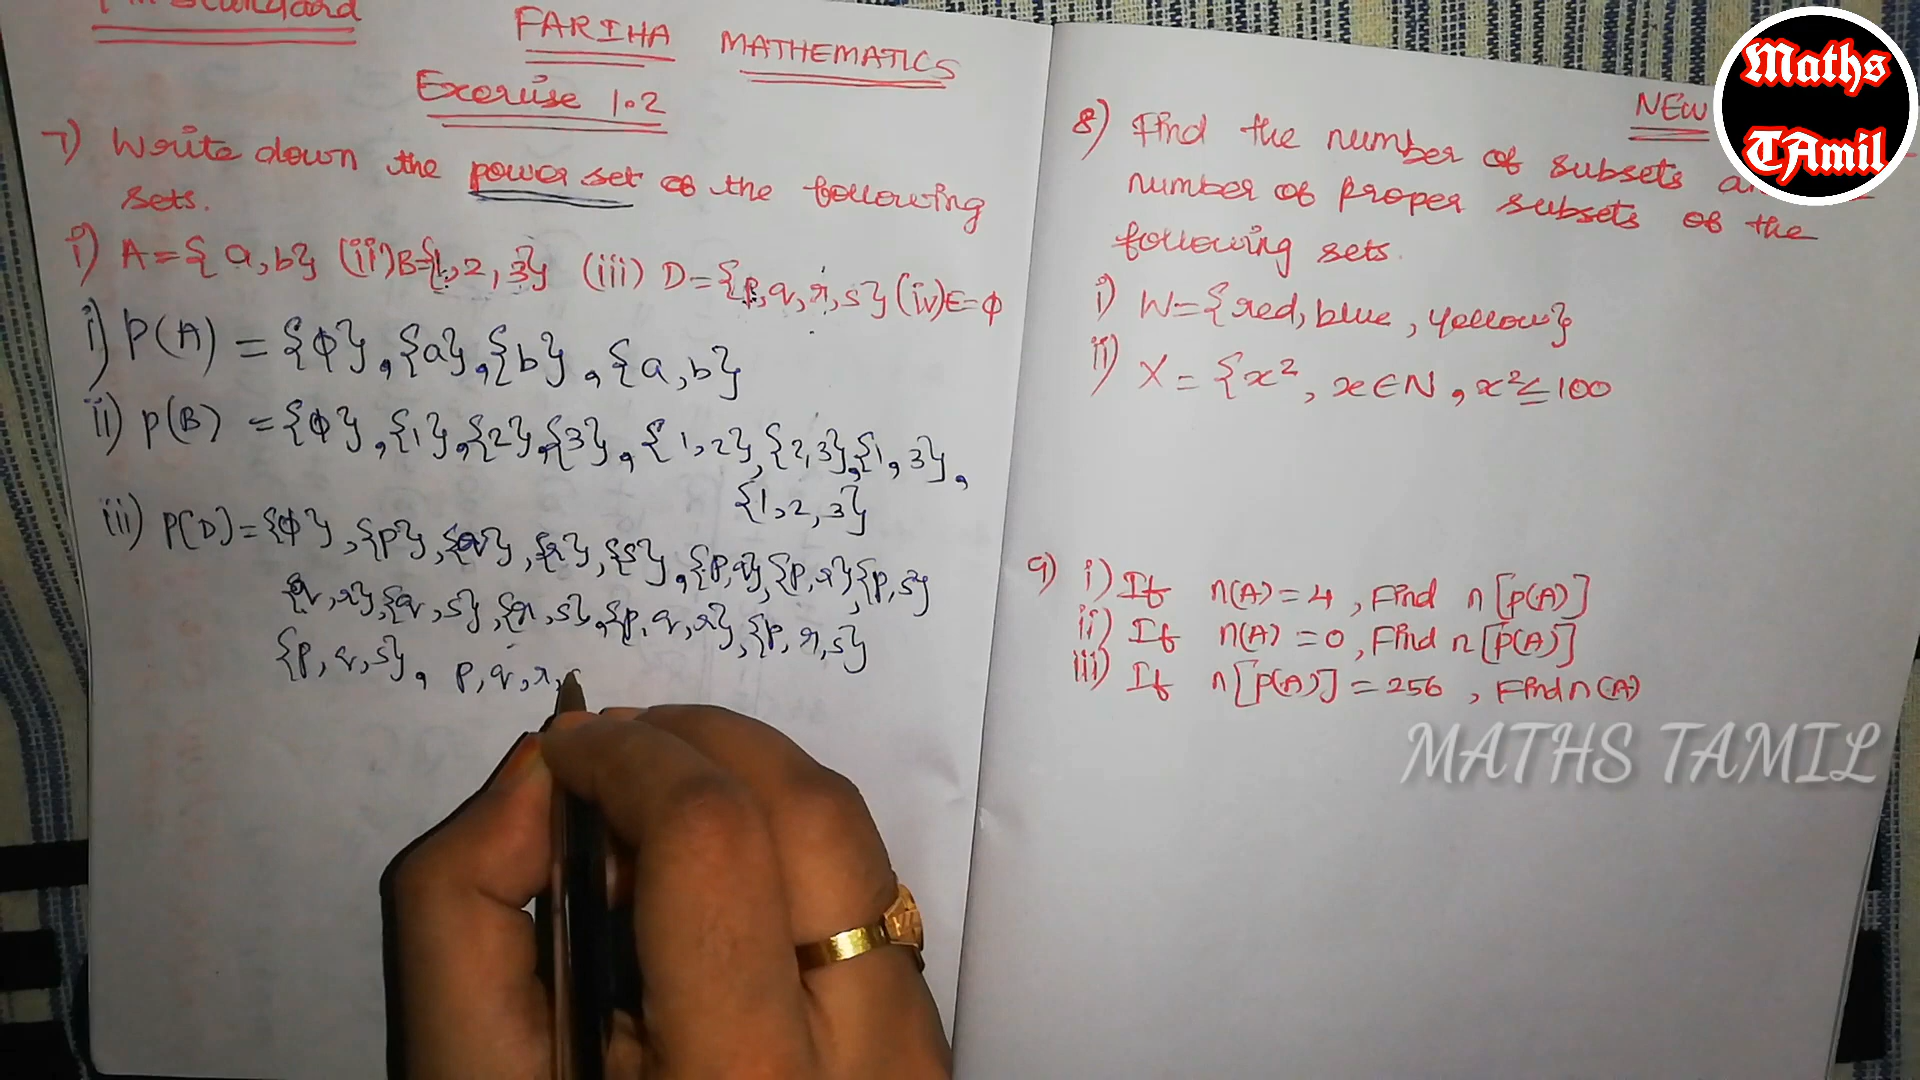 Standard
FARIHA MATHEMATICS
Exercise 1.2
7) Write down the power set of the following
sets.
i) A={a,b} (ii)B={1,2,3} (iii) D={p,q,r,s} (iv)E=ϕ
i) P(A) = {ϕ},{a},{b},{a,b}
ii) P(B) = {ϕ},{1},{2},{3},{1,2},{2,3},{1,3},
{1,2,3}
iii) P[D]={ϕ},{p},{q},{r},{s},{p,q},{p,r},{p,s}
{q,r},{q,s},{r,s},{p,q,r},{p,r,s}
{p,q,s}, p,q,r,
NEW
8) Find the number of subsets
number of proper subsets of the
following sets.
i) W={red, blue, yellow}
ii) X = {x², x∈N, x²≤100
9) i) If n(A)=4, Find n[P(A)]
ii) If n(A)=0, Find n[P(A)]
iii) If n[P(A)]=256, Find n(A)
Maths
TAmil
MATHS TAMIL